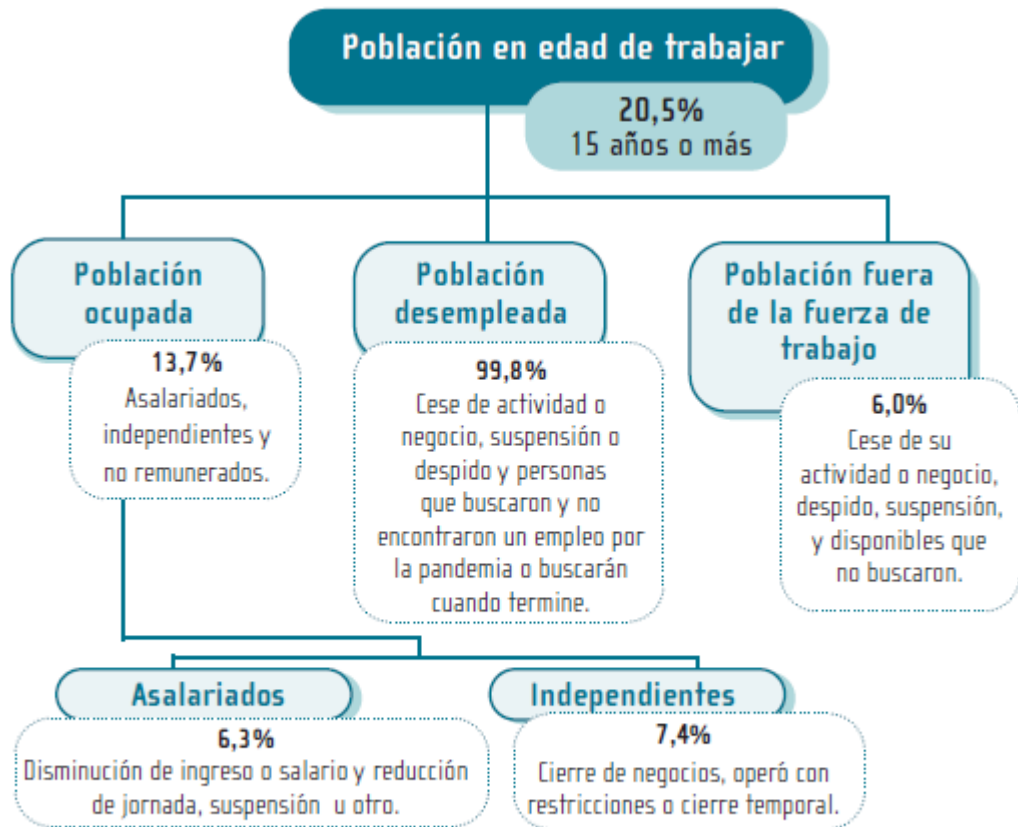 Población en edad de trabajar
20,5%
15 años o más
Población
ocupada
13,7%
Asalariados,
independientes y
no remunerados.
Población
desempleada
99,8%
Cese de actividad o
negocio, suspensión o
despido y personas
que buscaron y no
encontraron un empleo por
la pandemia o buscarán
cuando termine.
Población fuera
de la fuerza de
trabajo
6,0%
Cese de su
actividad o negocio,
despido, suspensión,
y disponibles que
no buscaron.
Asalariados
6,3%
Disminución de ingreso o salario y reducción
de jornada, suspensión u otro.
Independientes
7,4%
Cierre de negocios, operó con
restricciones o cierre temporal.